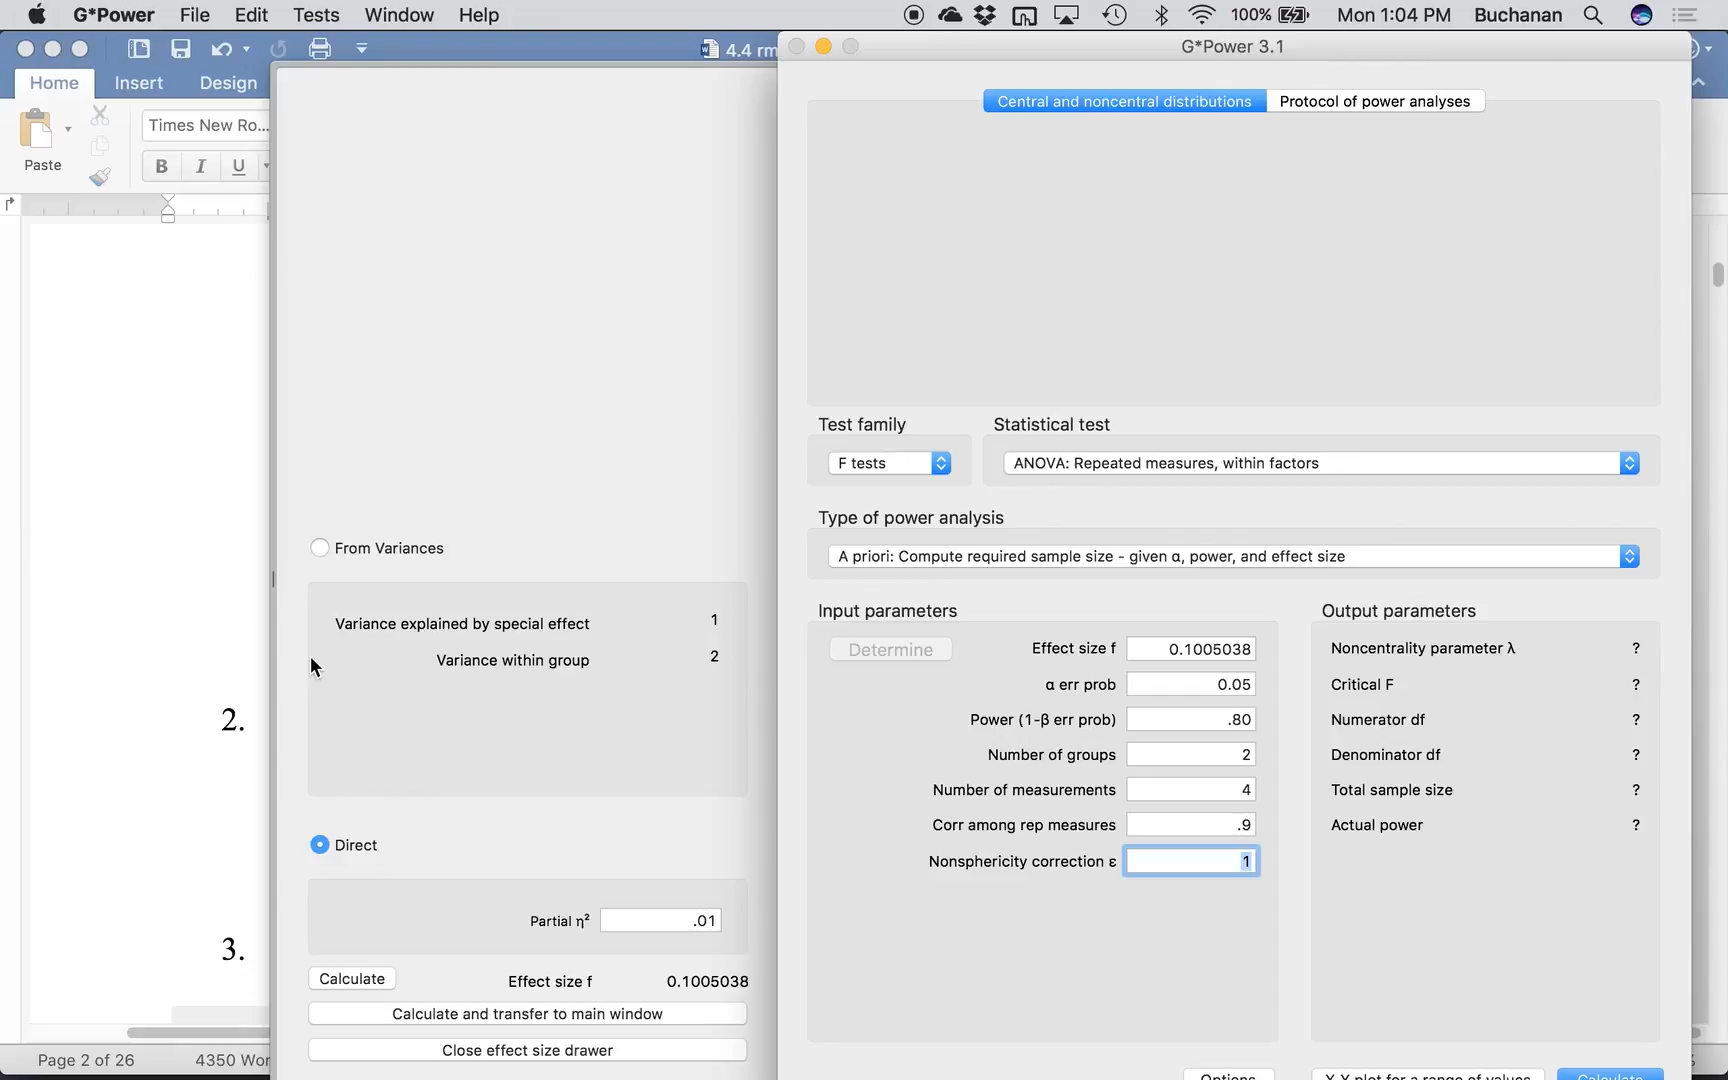 G*Power File Edit Tests Window Help 100% Mon 1:04 PM Buchanan
4.4 rm
G*Power 3.1
Home Insert Design
Central and noncentral distributions Protocol of power analyses
Times New Ro...
Paste
B I U
Test family Statistical test
F tests ANOVA: Repeated measures, within factors
Type of power analysis
A priori: Compute required sample size - given α, power, and effect size
From Variances
Variance explained by special effect 1
Variance within group 2
Direct
Partial η² .01
Calculate Effect size f 0.1005038
Calculate and transfer to main window
Close effect size drawer
Input parameters
Determine Effect size f 0.1005038
α err prob 0.05
Power (1-β err prob) .80
Number of groups 2
Number of measurements 4
Corr among rep measures .9
Nonsphericity correction ε 1
Output parameters
Noncentrality parameter λ ?
Critical F ?
Numerator df ?
Denominator df ?
Total sample size ?
Actual power ?
2.
3.
Page 2 of 26 4350 Wor
Options X-Y plot for a range of values Calculate